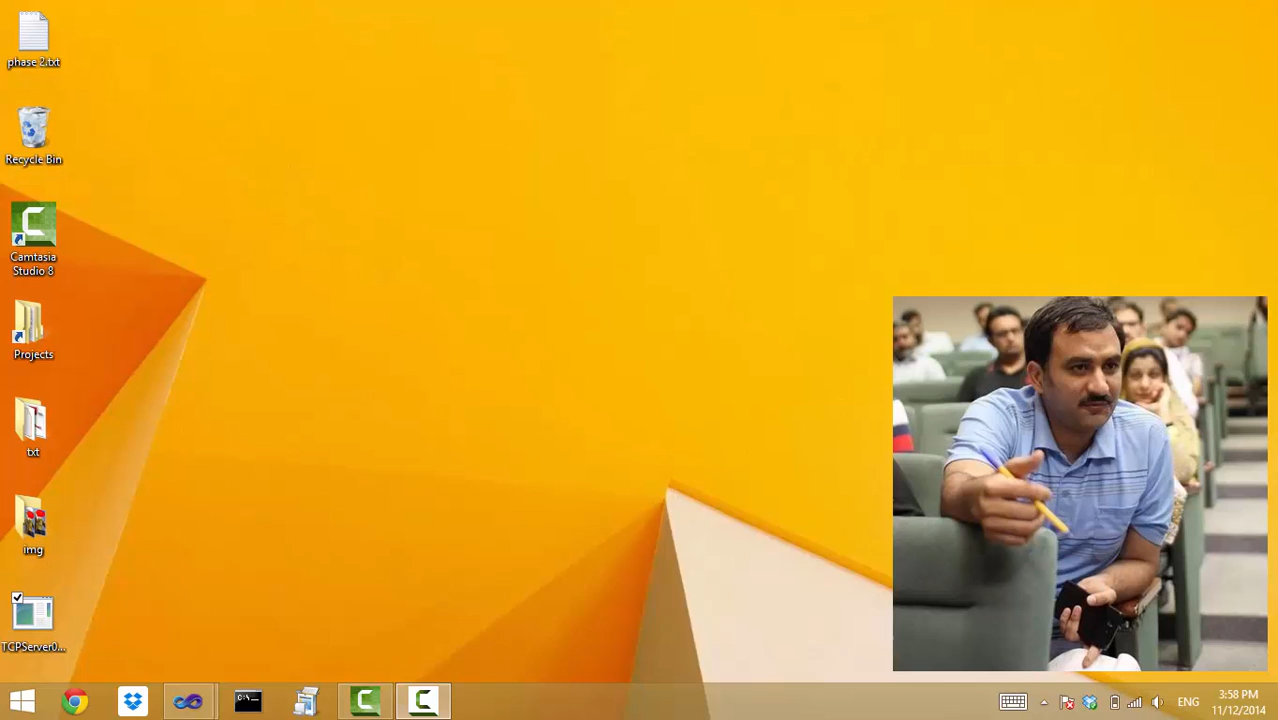 phase 2.txt
Recycle Bin
Camtasia
Studio 8
Projects
txt
img
TCPServer0...
C:\_
ENG
3:58 PM
11/12/2014